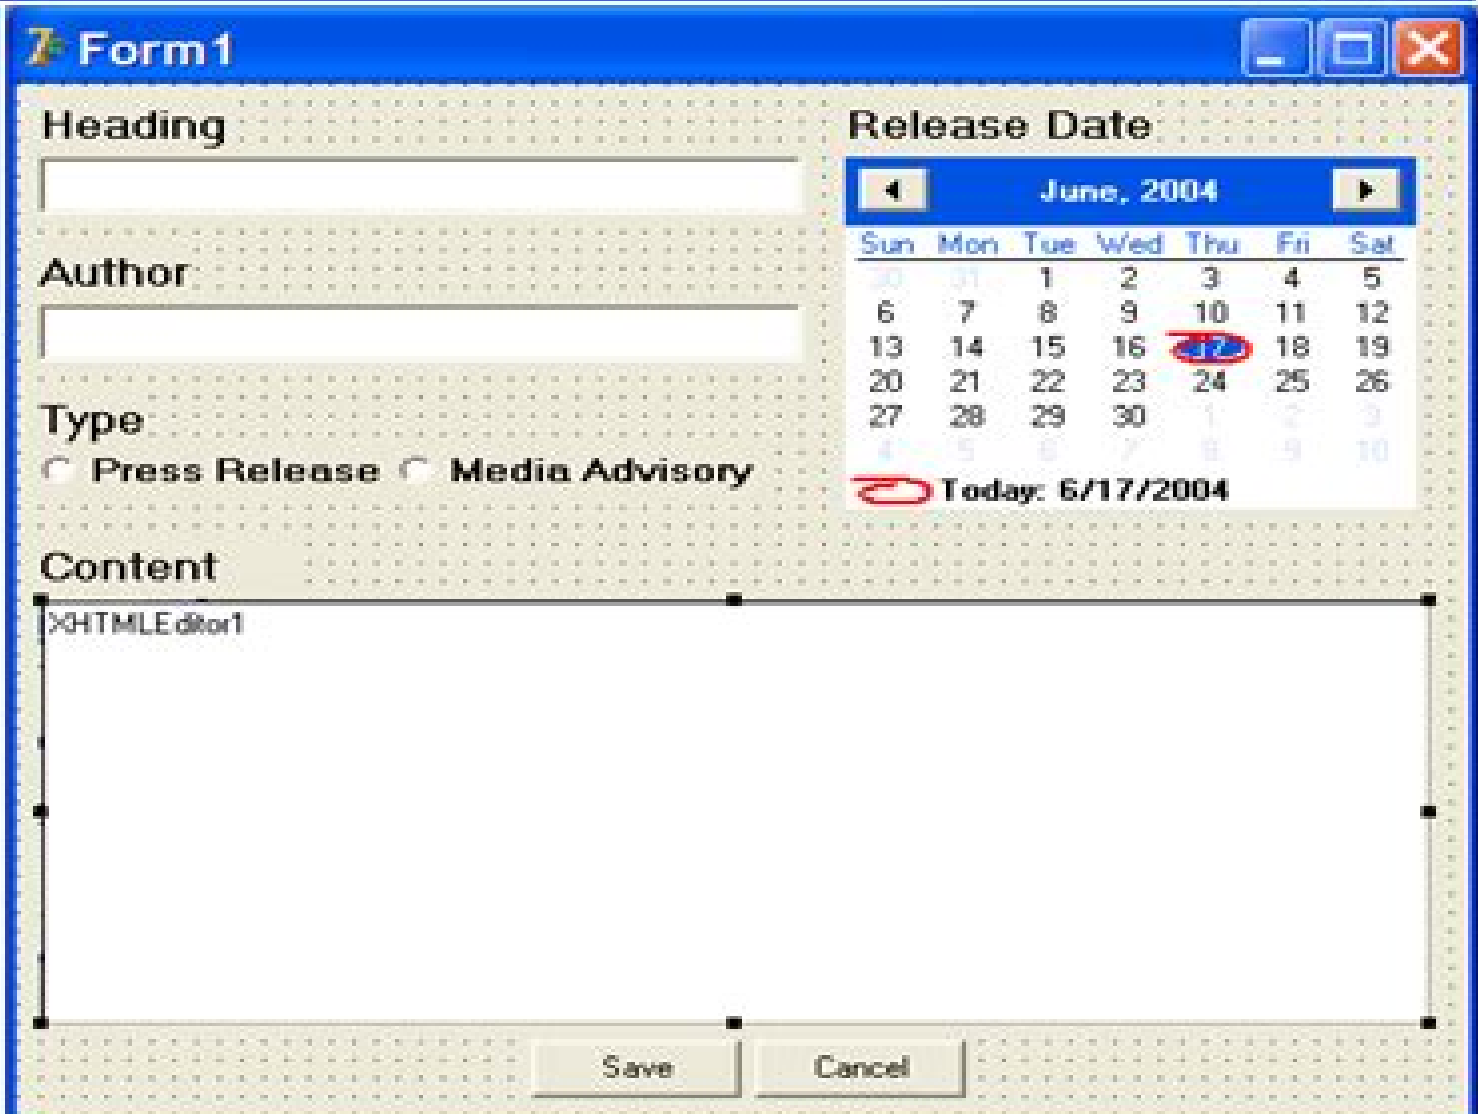 Form1
Heading
Author
Type
Press Release Media Advisory
Release Date
June, 2004
Sun Mon Tue Wed Thu Fri Sat
30 31 1 2 3 4 5
6 7 8 9 10 11 12
13 14 15 16 17 18 19
20 21 22 23 24 25 26
27 28 29 30 1 2 3
4 5 6 7 8 9 10
Today: 6/17/2004
Content
XHTMLEditor1
Save Cancel